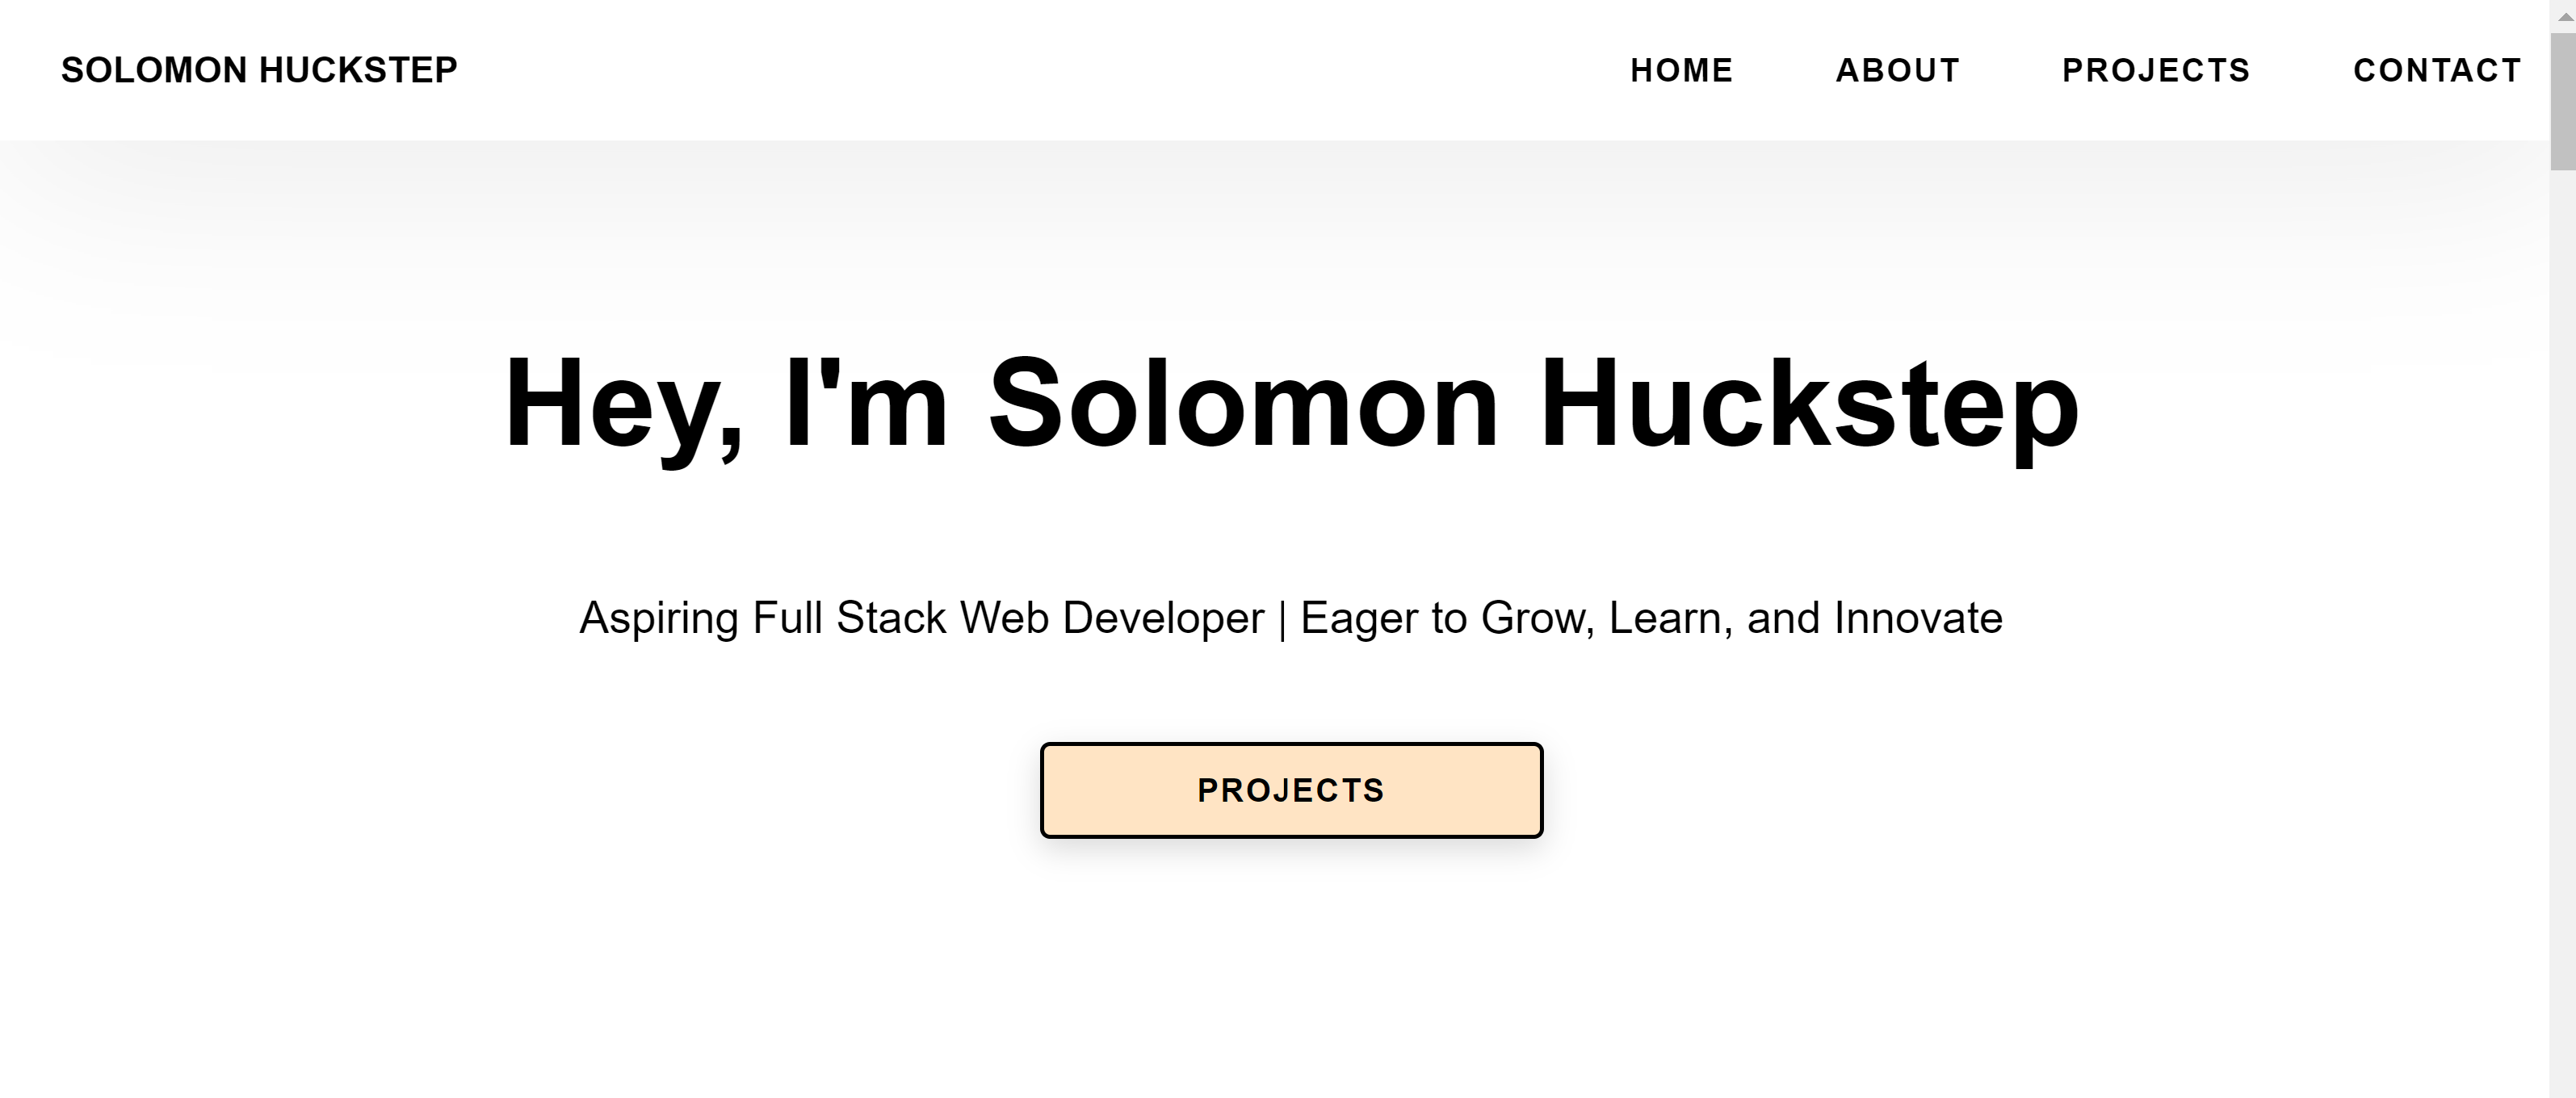 SOLOMON HUCKSTEP HOME ABOUT PROJECTS CONTACT
Hey, I'm Solomon Huckstep
Aspiring Full Stack Web Developer | Eager to Grow, Learn, and Innovate
PROJECTS